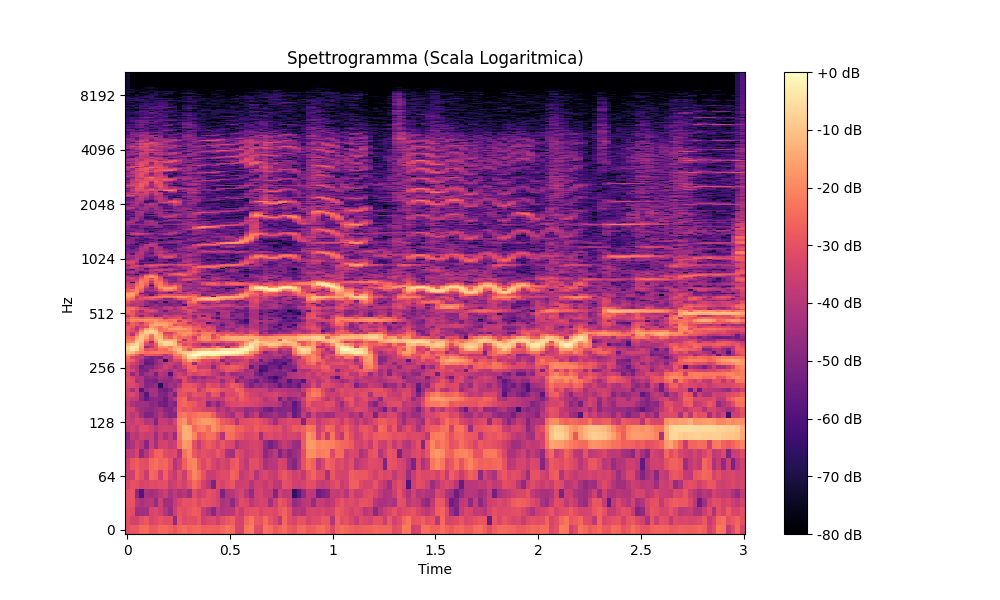 Spettrogramma (Scala Logaritmica)
Hz
8192
4096
2048
1024
512
256
128
64
0
0 0.5 1 1.5 2 2.5 3
Time
+0 dB
-10 dB
-20 dB
-30 dB
-40 dB
-50 dB
-60 dB
-70 dB
-80 dB